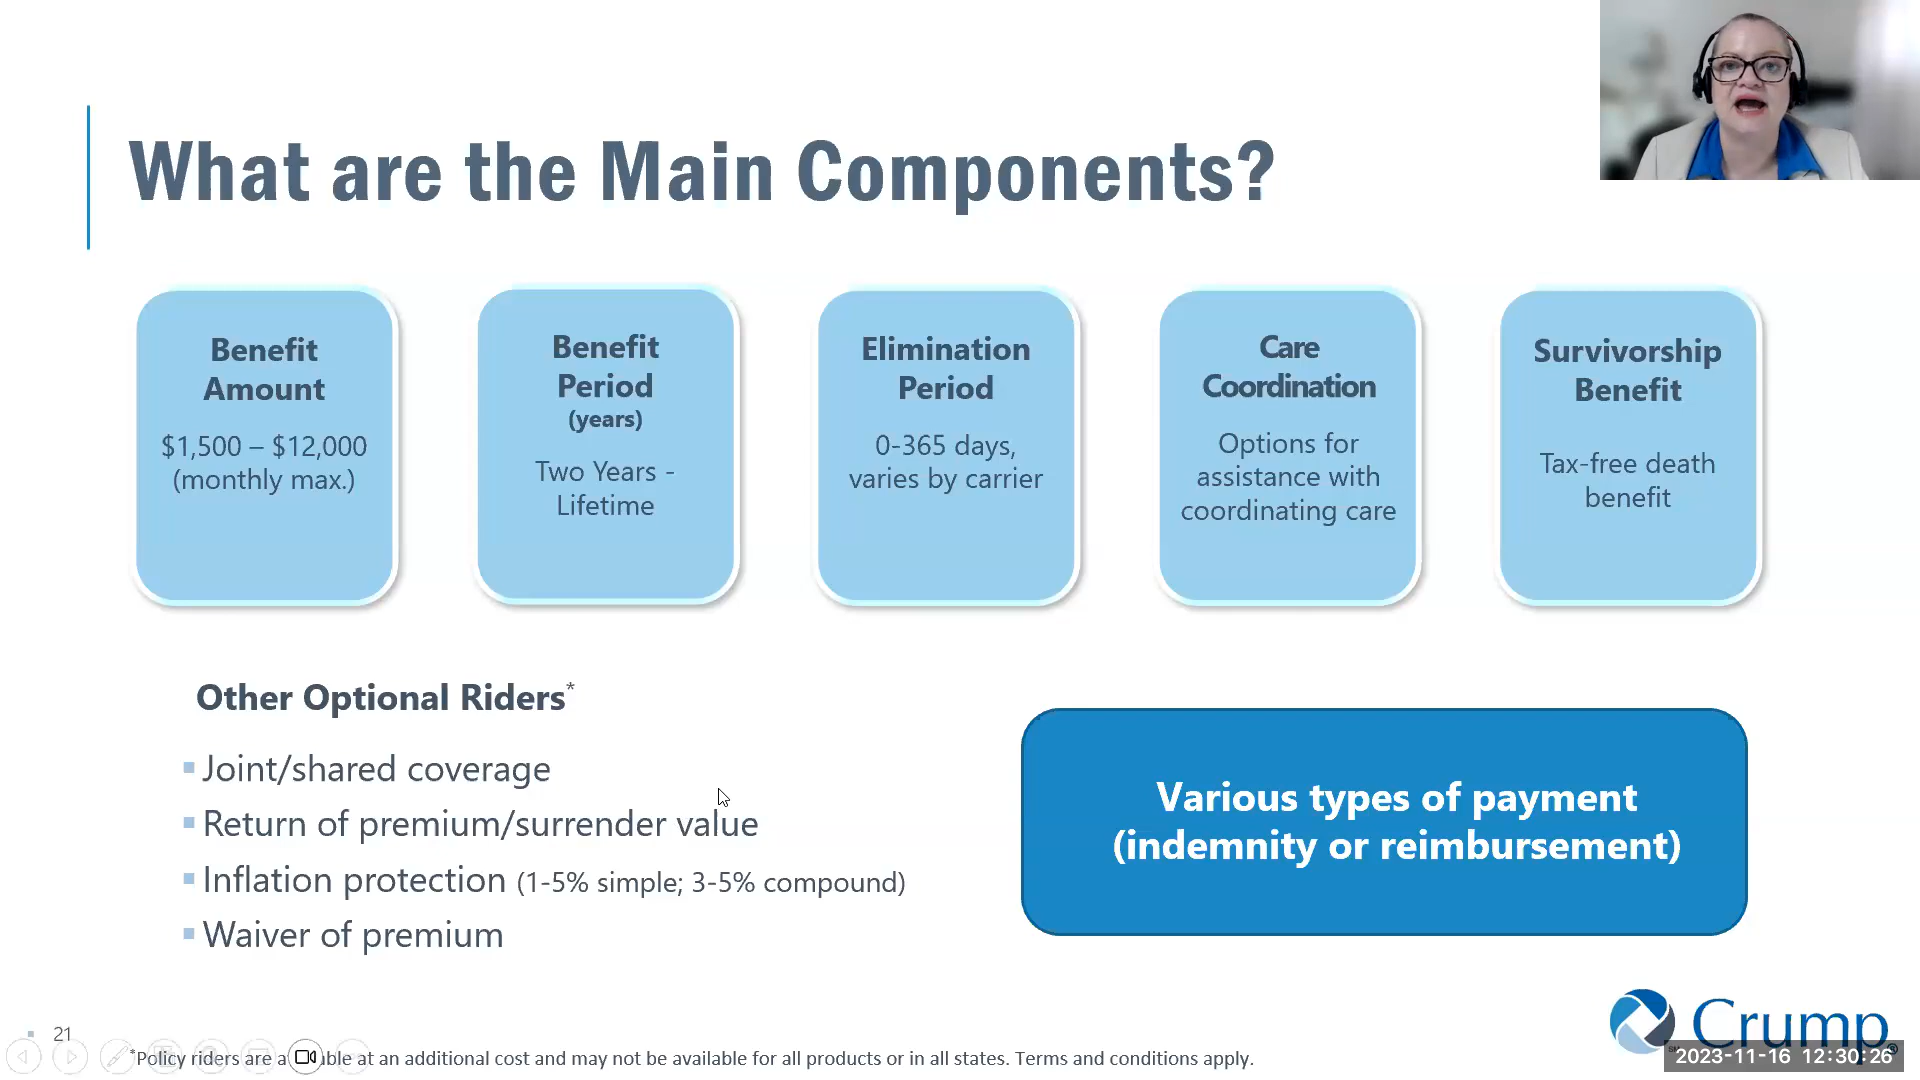 What are the Main Components?
Benefit
Amount
$1,500 – $12,000
(monthly max.)
Benefit
Period
(years)
Two Years -
Lifetime
Elimination
Period
0-365 days,
varies by carrier
Care
Coordination
Options for
assistance with
coordinating care
Survivorship
Benefit
Tax-free death
benefit
Other Optional Riders*
Joint/shared coverage
Return of premium/surrender value
Inflation protection (1-5% simple; 3-5% compound)
Waiver of premium
Various types of payment
(indemnity or reimbursement)
21
*Policy riders are at an additional cost and may not be available for all products or in all states. Terms and conditions apply.
Crump
2023-11-16 12:30:26